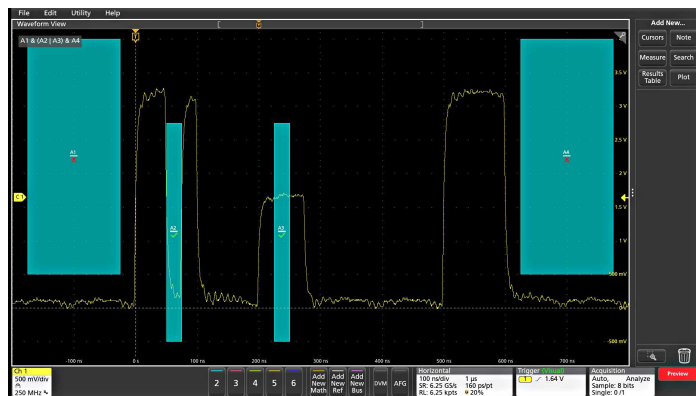 File Edit Utility Help
Waveform View
Add New...
A1 & (A2 | A3) & A4
Cursors Note
Measure Search
Results Table Plot
T
3.5 V
3 V
2.5 V
2 V
1.5 V
1 V
500 mV
0 V
-500 mV
A1
A2
A3
A4
C1
-100 ns 0 s 100 ns 200 ns 300 ns 400 ns 500 ns 600 ns 700 ns
Ch 1
500 mV/div
250 MHz
2 3 4 5 6
Add New Math
Add New Ref
Add New Bus
DVM AFG
Horizontal
100 ns/div 1 µs
SR: 6.25 GS/s 160 ps/pt
RL: 6.25 kpts 20%
Trigger (Visual)
1 1.64 V
Acquisition
Auto, Analyze
Sample: 8 bits
Single: 0 /1
Preview